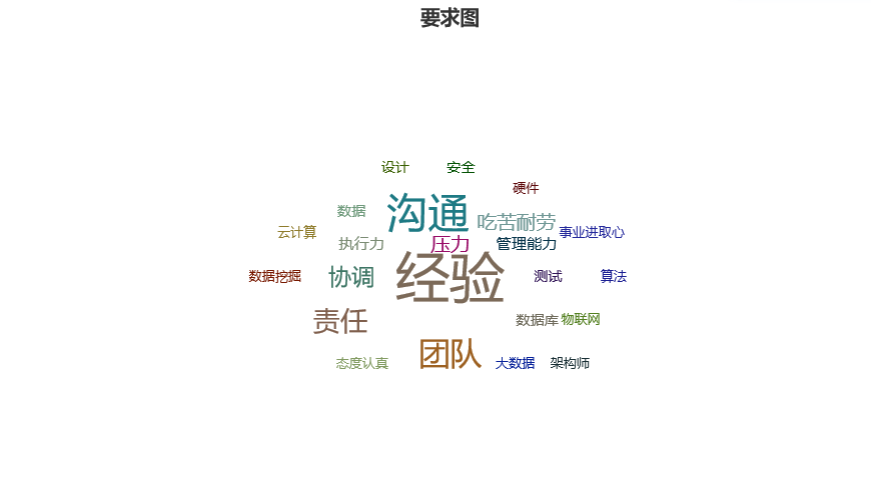 要求图
设计
安全
硬件
数据
沟通
吃苦耐劳
云计算
执行力
压力
管理能力
事业进取心
数据挖掘
协调
经验
测试
算法
责任
数据库
物联网
团队
态度认真
大数据
架构师